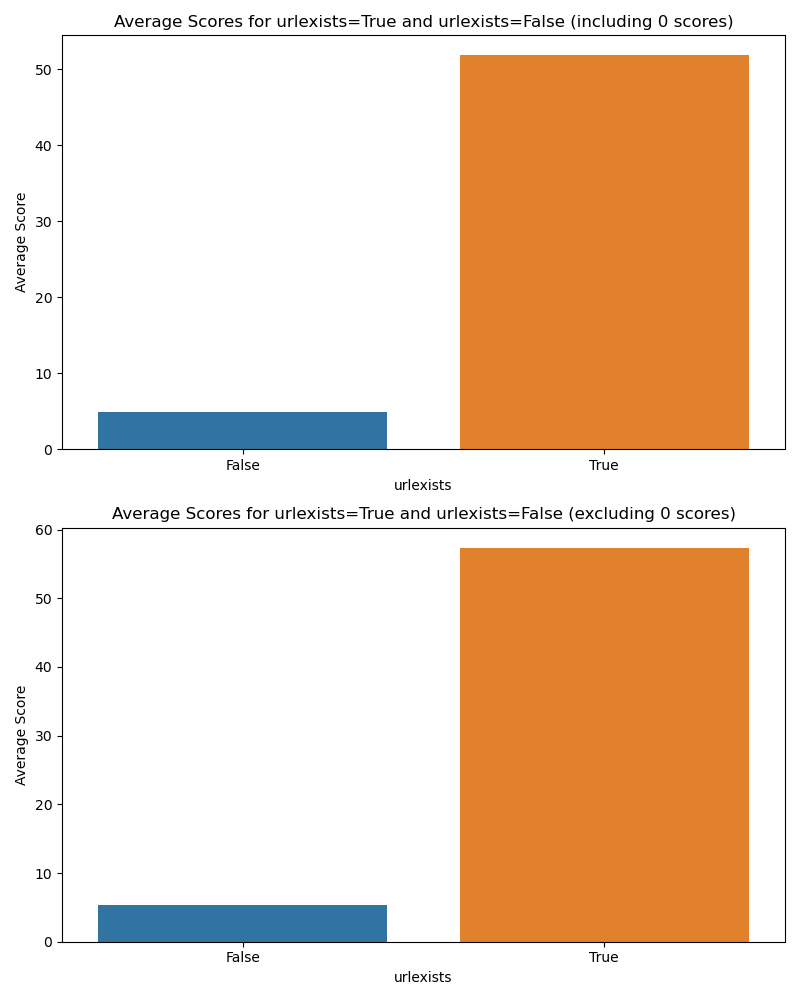 Average Scores for urlexists=True and urlexists=False (including 0 scores)
50
40
30
20
10
0
Average Score
False
True
urlexists
Average Scores for urlexists=True and urlexists=False (excluding 0 scores)
60
50
40
30
20
10
0
Average Score
False
True
urlexists